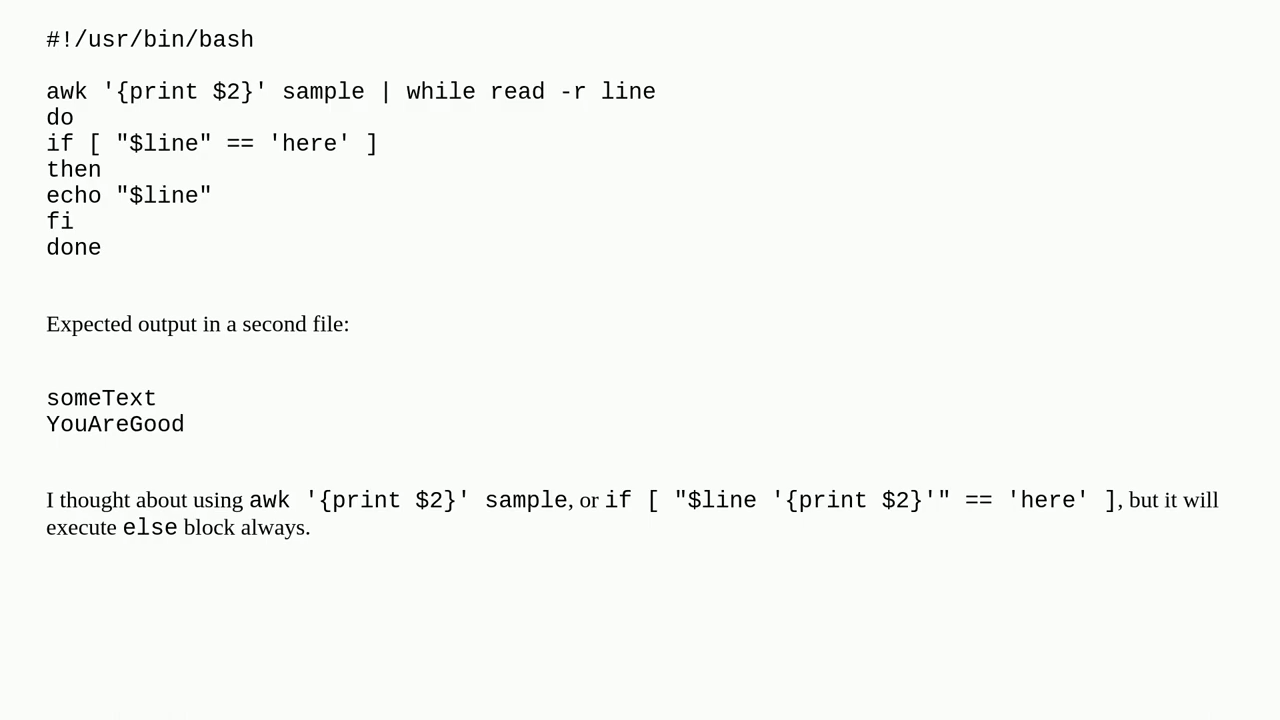 #!/usr/bin/bash
awk '{print $2}' sample | while read -r line
do
if [ "$line" == 'here' ]
then
echo "$line"
fi
done
Expected output in a second file:
someText
YouAreGood
I thought about using awk '{print $2}' sample, or if [ "$line '{print $2}'" == 'here' ], but it will
execute else block always.